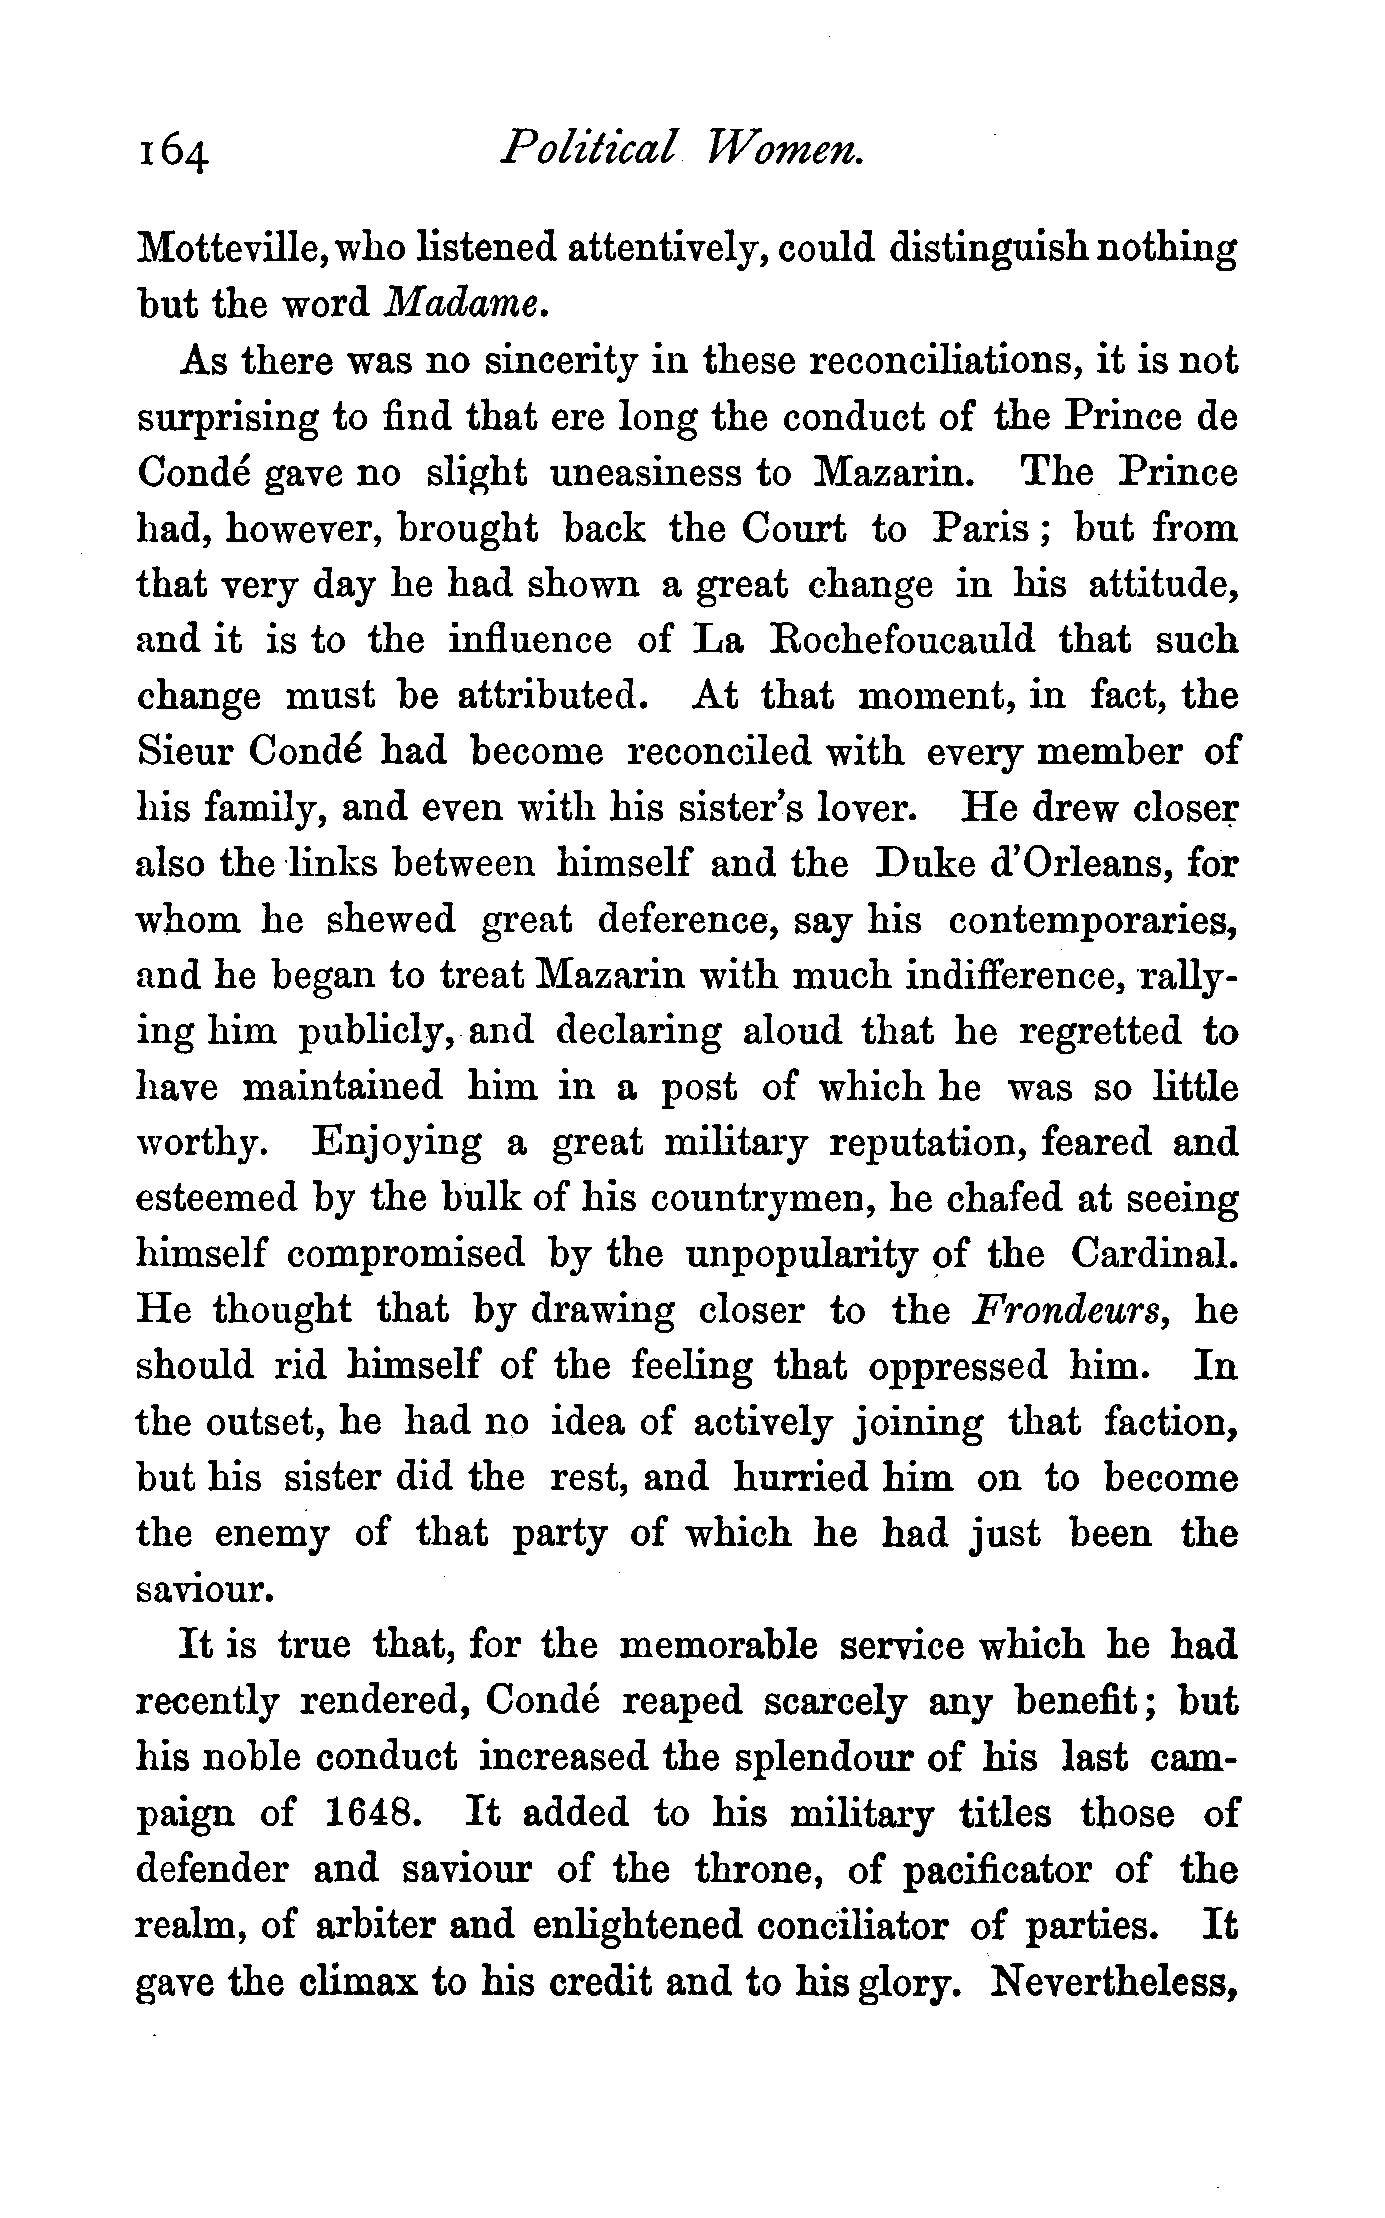 164 Political Women.
Motteville, who listened attentively, could distinguish nothing
but the word Madame.
As there was no sincerity in these reconciliations, it is not
surprising to find that ere long the conduct of the Prince de
Condé gave no slight uneasiness to Mazarin. The Prince
had, however, brought back the Court to Paris ; but from
that very day he had shown a great change in his attitude,
and it is to the influence of La Rochefoucauld that such
change must be attributed. At that moment, in fact, the
Sieur Condé had become reconciled with every member of
his family, and even with his sister's lover. He drew closer
also the links between himself and the Duke d'Orleans, for
whom he shewed great deference, say his contemporaries,
and he began to treat Mazarin with much indifference, rally-
ing him publicly, and declaring aloud that he regretted to
have maintained him in a post of which he was so little
worthy. Enjoying a great military reputation, feared and
esteemed by the bulk of his countrymen, he chafed at seeing
himself compromised by the unpopularity of the Cardinal.
He thought that by drawing closer to the Frondeurs, he
should rid himself of the feeling that oppressed him. In
the outset, he had no idea of actively joining that faction,
but his sister did the rest, and hurried him on to become
the enemy of that party of which he had just been the
saviour.
It is true that, for the memorable service which he had
recently rendered, Condé reaped scarcely any benefit; but
his noble conduct increased the splendour of his last cam-
paign of 1648. It added to his military titles those of
defender and saviour of the throne, of pacificator of the
realm, of arbiter and enlightened conciliator of parties. It
gave the climax to his credit and to his glory. Nevertheless,